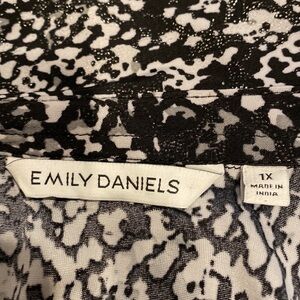 EMILY DANIELS
1X
MADE IN
INDIA